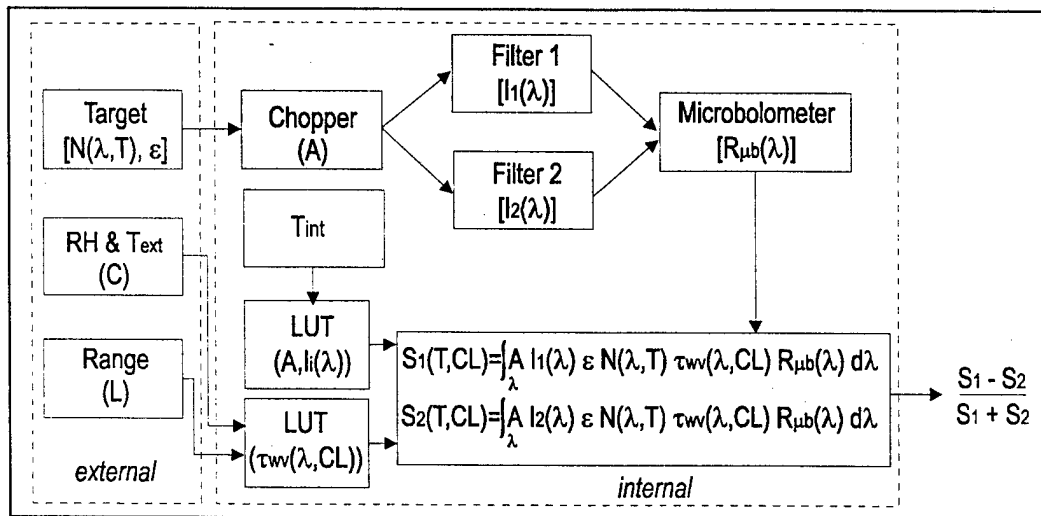 Target
[N(λ,T), ε]
Chopper
(A)
Filter 1
[I1(λ)]
Filter 2
[I2(λ)]
Microbolometer
[Rμb(λ)]
RH & Text
(C)
Tint
Range
(L)
LUT
(A,Ii(λ))
LUT
(τwv(λ,CL))
S1(T,CL)=∫λ A I1(λ) ε N(λ,T) τwv(λ,CL) Rμb(λ) dλ
S2(T,CL)=∫λ A I2(λ) ε N(λ,T) τwv(λ,CL) Rμb(λ) dλ
S1 - S2
S1 + S2
external
internal